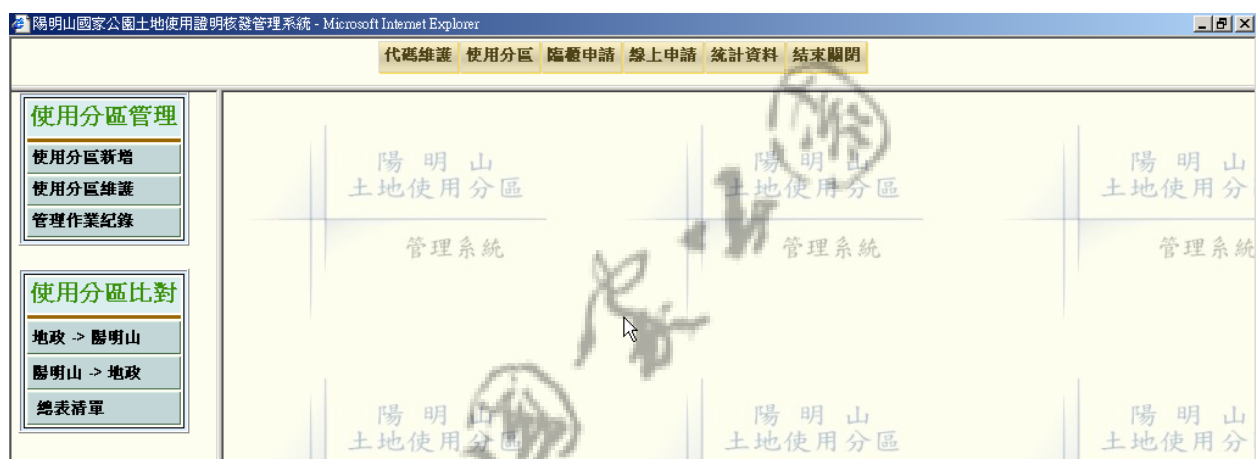 陽明山國家公園土地使用證明核發管理系統 - Microsoft Internet Explorer
代碼維護 使用分區 臨櫃申請 線上申請 統計資料 結束關閉
使用分區管理
使用分區新增
使用分區維護
管理作業紀錄
使用分區比對
地政 -> 陽明山
陽明山 -> 地政
總表清單
陽 明 山
土地使用分區
管理系統
陽 明 山
土地使用分區
管理系統
陽 明 山
土地使用分
管理系統
陽 明 山
土地使用分區
陽 明 山
土地使用分區
陽 明 山
土地使用分